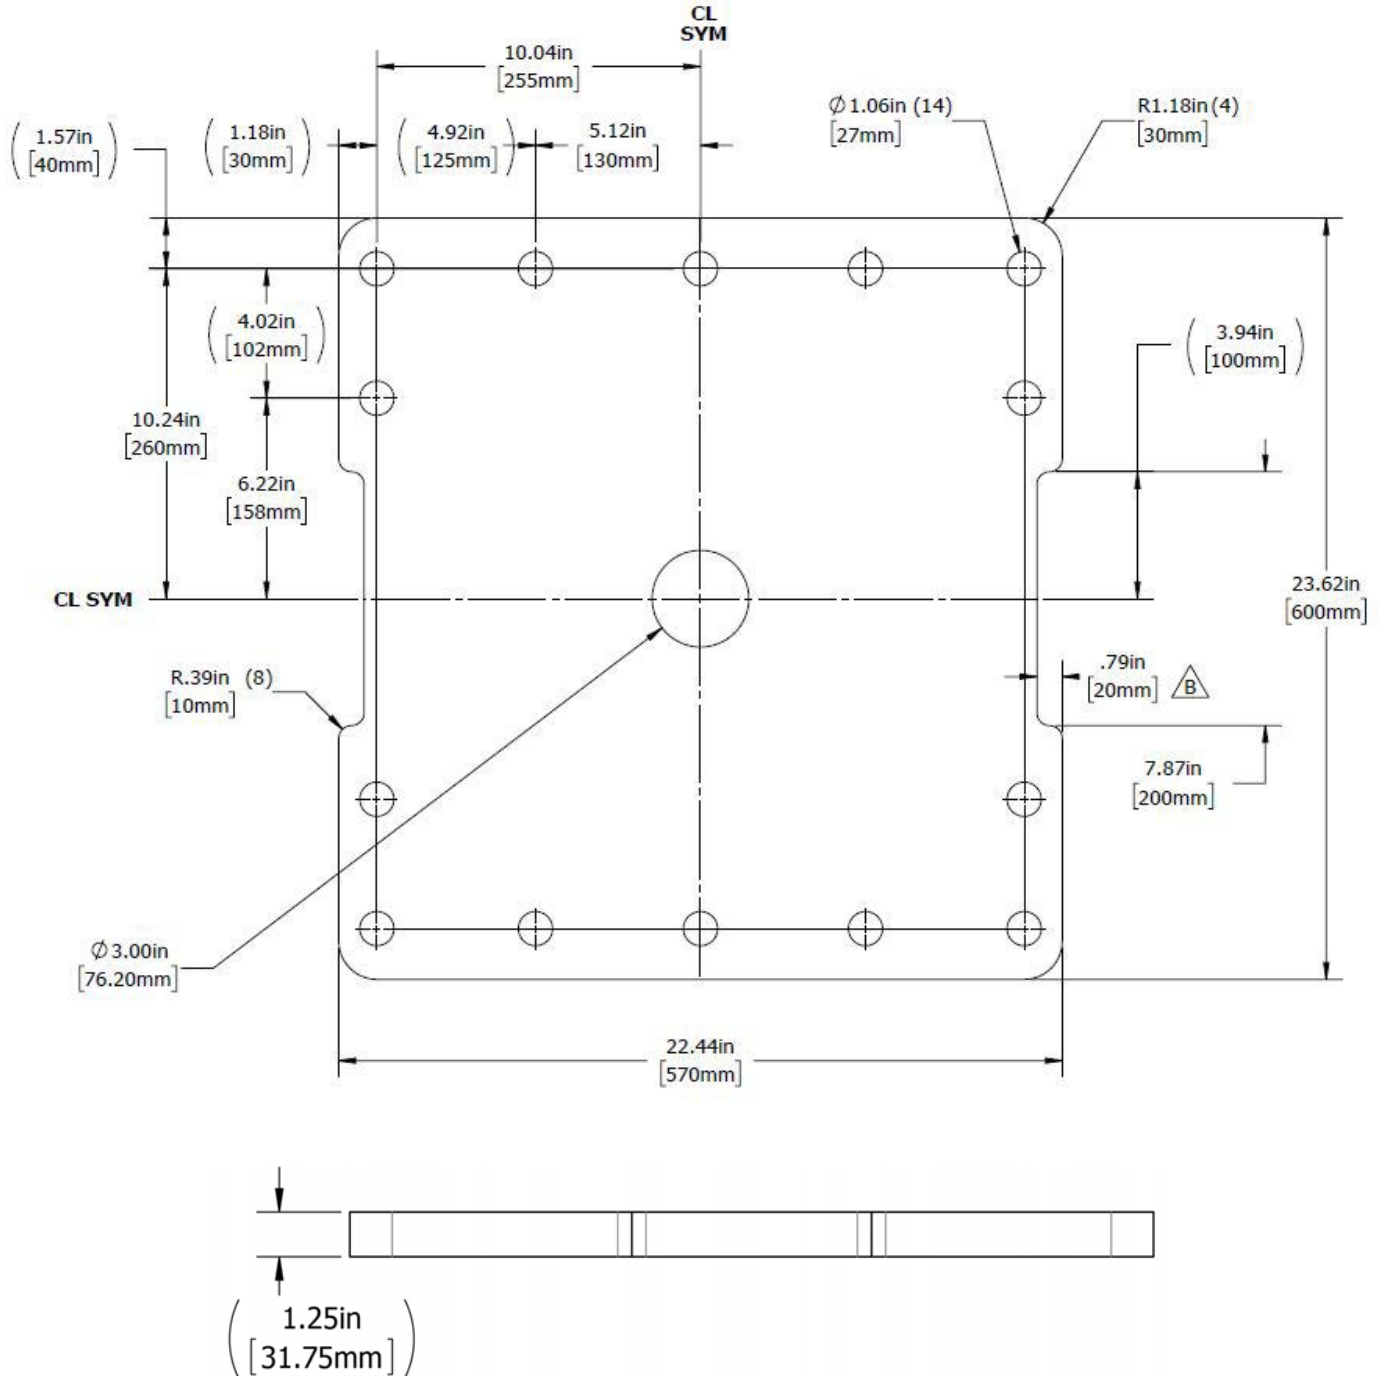 CL
SYM
10.04in
[255mm]
(1.57in
[40mm])
(1.18in
[30mm])
(4.92in
[125mm])
5.12in
[130mm]
∅1.06in (14)
[27mm]
R1.18in(4)
[30mm]
(4.02in
[102mm])
(3.94in
[100mm])
10.24in
[260mm]
6.22in
[158mm]
CL SYM
23.62in
[600mm]
R.39in (8)
[10mm]
.79in
[20mm] B
7.87in
[200mm]
∅3.00in
[76.20mm]
22.44in
[570mm]
(1.25in
[31.75mm])